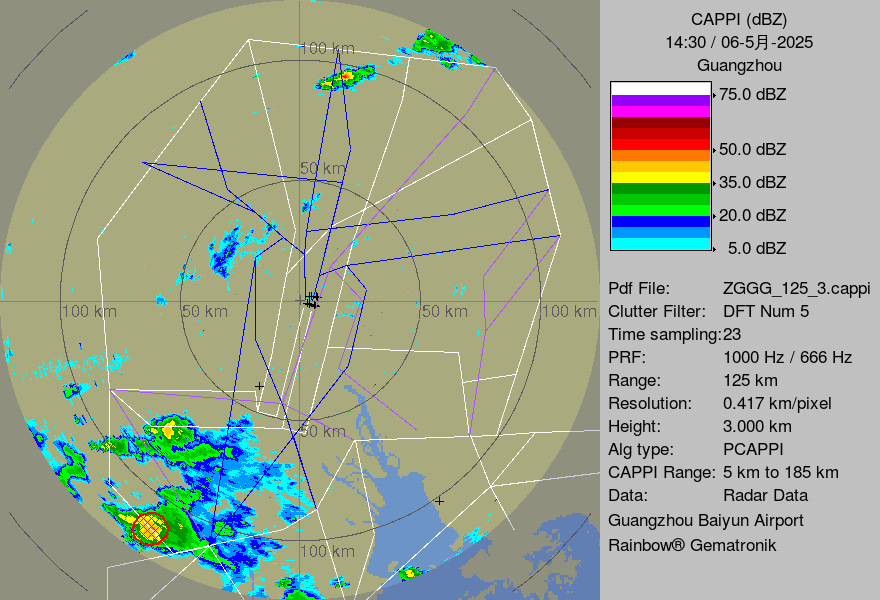 CAPPI (dBZ)
14:30 / 06-5月-2025
Guangzhou
75.0 dBZ
50.0 dBZ
35.0 dBZ
20.0 dBZ
5.0 dBZ
100 km
50 km
100 km
50 km
50 km
100 km
50 km
100 km
Pdf File: ZGGG_125_3.cappi
Clutter Filter: DFT Num 5
Time sampling:23
PRF: 1000 Hz / 666 Hz
Range: 125 km
Resolution: 0.417 km/pixel
Height: 3.000 km
Alg type: PCAPPI
CAPPI Range: 5 km to 185 km
Data: Radar Data
Guangzhou Baiyun Airport
Rainbow® Gematronik